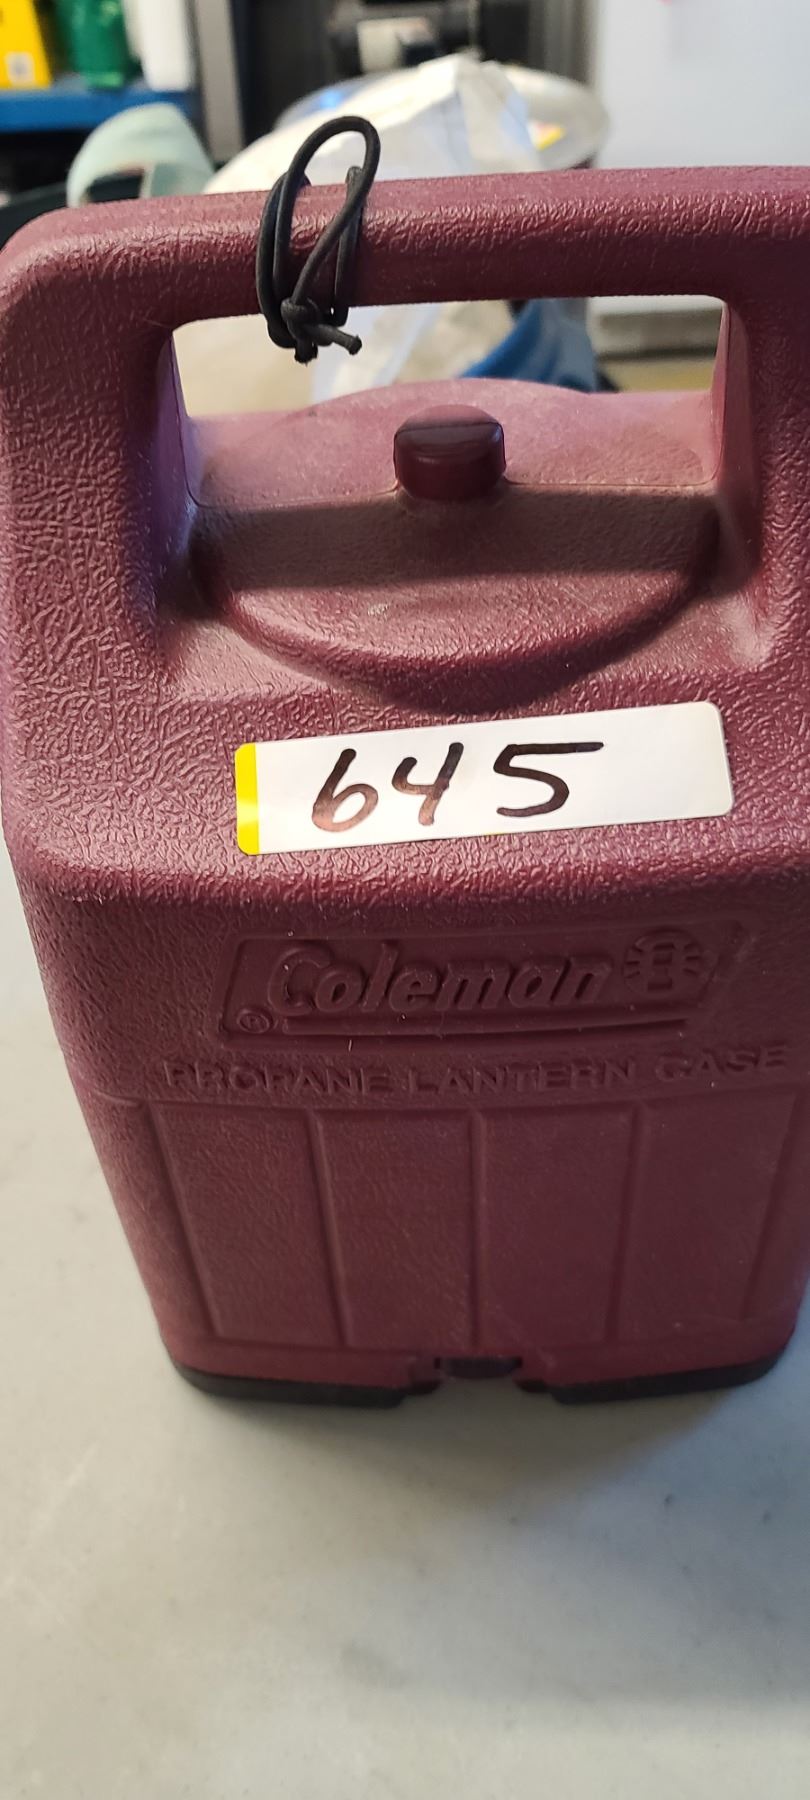 645
Coleman
®
PROPANE LANTERN CASE